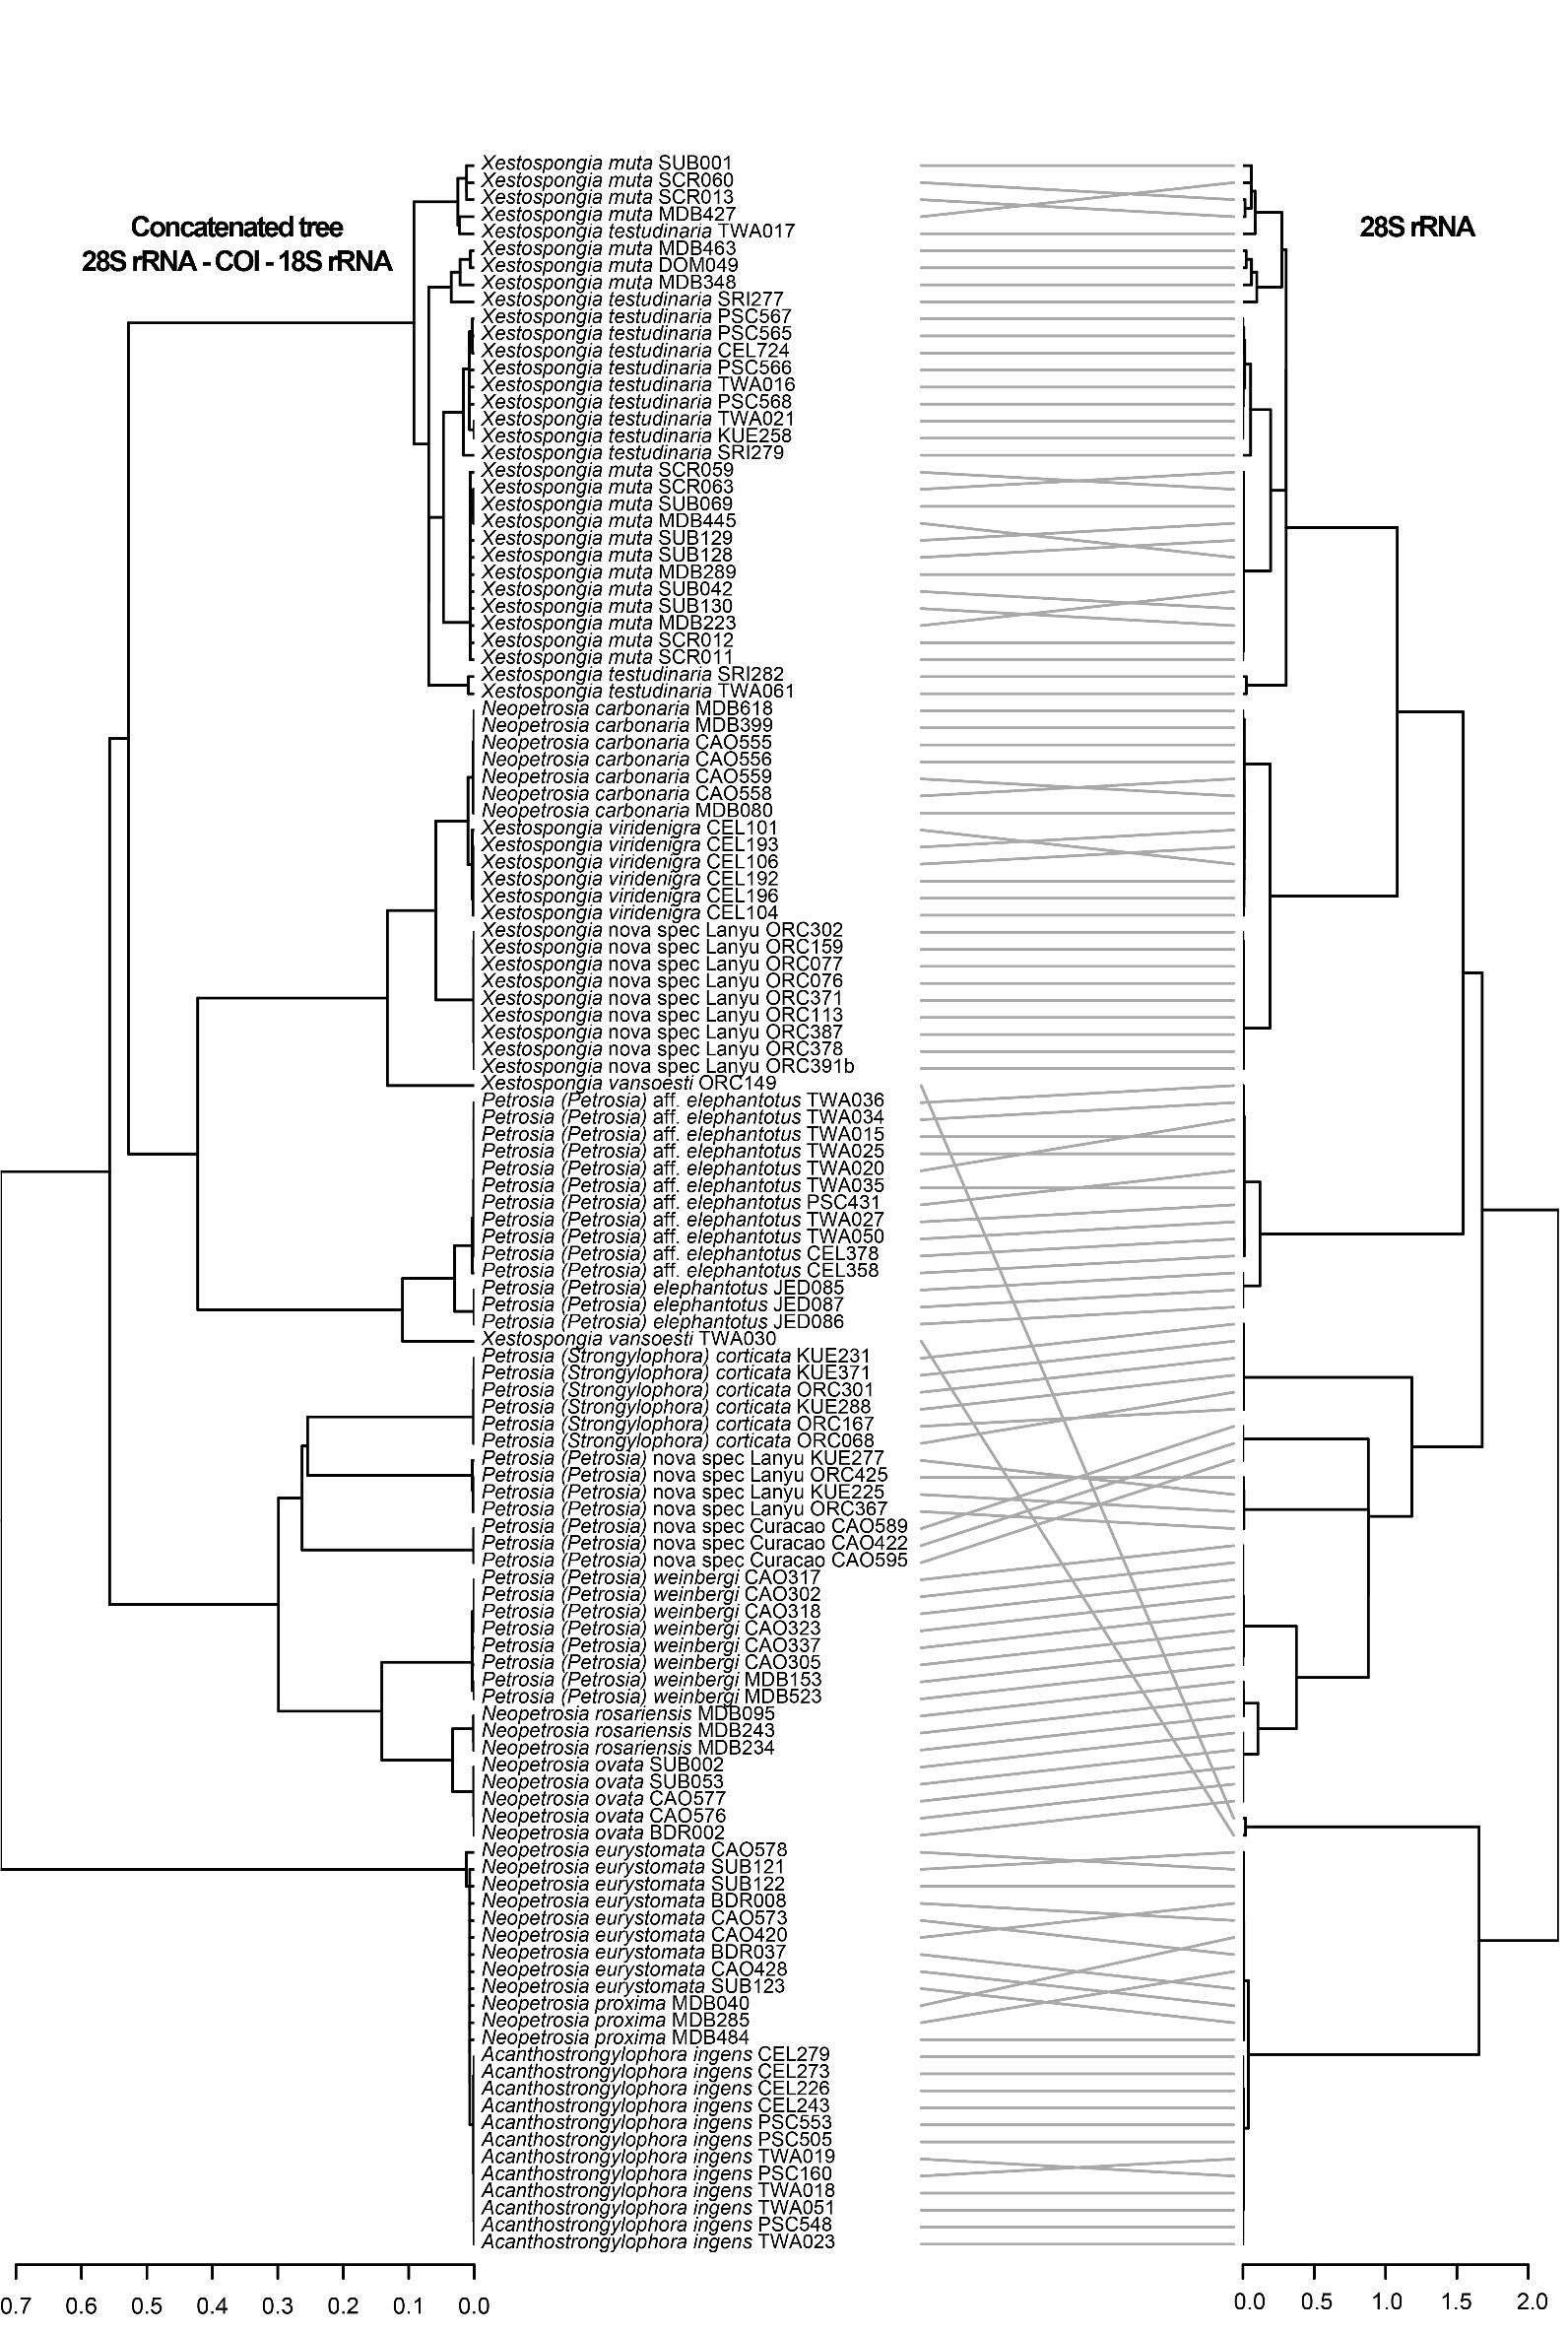 Concatenated tree
28S rRNA - COI - 18S rRNA
28S rRNA
Xestospongia muta SUB001
Xestospongia muta SCR060
Xestospongia muta SCR013
Xestospongia muta MDB427
Xestospongia testudinaria TWA017
Xestospongia muta MDB463
Xestospongia muta DOM049
Xestospongia muta MDB348
Xestospongia testudinaria SRI277
Xestospongia testudinaria PSC567
Xestospongia testudinaria PSC565
Xestospongia testudinaria CEL724
Xestospongia testudinaria PSC566
Xestospongia testudinaria TWA016
Xestospongia testudinaria PSC568
Xestospongia testudinaria TWA021
Xestospongia testudinaria KUE258
Xestospongia testudinaria SRI279
Xestospongia muta SCR059
Xestospongia muta SCR063
Xestospongia muta SUB069
Xestospongia muta MDB445
Xestospongia muta SUB129
Xestospongia muta SUB128
Xestospongia muta MDB289
Xestospongia muta SUB042
Xestospongia muta SUB130
Xestospongia muta MDB223
Xestospongia muta SCR012
Xestospongia muta SCR011
Xestospongia testudinaria SRI282
Xestospongia testudinaria TWA061
Neopetrosia carbonaria MDB618
Neopetrosia carbonaria MDB399
Neopetrosia carbonaria CAO555
Neopetrosia carbonaria CAO556
Neopetrosia carbonaria CAO559
Neopetrosia carbonaria CAO558
Neopetrosia carbonaria MDB080
Xestospongia viridenigra CEL101
Xestospongia viridenigra CEL193
Xestospongia viridenigra CEL106
Xestospongia viridenigra CEL192
Xestospongia viridenigra CEL196
Xestospongia viridenigra CEL104
Xestospongia nova spec Lanyu ORC302
Xestospongia nova spec Lanyu ORC159
Xestospongia nova spec Lanyu ORC077
Xestospongia nova spec Lanyu ORC076
Xestospongia nova spec Lanyu ORC371
Xestospongia nova spec Lanyu ORC113
Xestospongia nova spec Lanyu ORC387
Xestospongia nova spec Lanyu ORC378
Xestospongia nova spec Lanyu ORC391b
Xestospongia vansoesti ORC149
Petrosia (Petrosia) aff. elephantotus TWA036
Petrosia (Petrosia) aff. elephantotus TWA034
Petrosia (Petrosia) aff. elephantotus TWA015
Petrosia (Petrosia) aff. elephantotus TWA025
Petrosia (Petrosia) aff. elephantotus TWA020
Petrosia (Petrosia) aff. elephantotus TWA035
Petrosia (Petrosia) aff. elephantotus PSC431
Petrosia (Petrosia) aff. elephantotus TWA027
Petrosia (Petrosia) aff. elephantotus TWA050
Petrosia (Petrosia) aff. elephantotus CEL378
Petrosia (Petrosia) aff. elephantotus CEL358
Petrosia (Petrosia) elephantotus JED085
Petrosia (Petrosia) elephantotus JED087
Petrosia (Petrosia) elephantotus JED086
Xestospongia vansoesti TWA030
Petrosia (Strongylophora) corticata KUE231
Petrosia (Strongylophora) corticata KUE371
Petrosia (Strongylophora) corticata ORC301
Petrosia (Strongylophora) corticata KUE288
Petrosia (Strongylophora) corticata ORC167
Petrosia (Strongylophora) corticata ORC068
Petrosia (Petrosia) nova spec Lanyu KUE277
Petrosia (Petrosia) nova spec Lanyu ORC425
Petrosia (Petrosia) nova spec Lanyu KUE225
Petrosia (Petrosia) nova spec Lanyu ORC367
Petrosia (Petrosia) nova spec Curacao CAO589
Petrosia (Petrosia) nova spec Curacao CAO422
Petrosia (Petrosia) nova spec Curacao CAO595
Petrosia (Petrosia) weinbergi CAO317
Petrosia (Petrosia) weinbergi CAO302
Petrosia (Petrosia) weinbergi CAO318
Petrosia (Petrosia) weinbergi CAO323
Petrosia (Petrosia) weinbergi CAO337
Petrosia (Petrosia) weinbergi CAO305
Petrosia (Petrosia) weinbergi MDB153
Petrosia (Petrosia) weinbergi MDB523
Neopetrosia rosariensis MDB095
Neopetrosia rosariensis MDB243
Neopetrosia rosariensis MDB234
Neopetrosia ovata SUB002
Neopetrosia ovata SUB053
Neopetrosia ovata CAO577
Neopetrosia ovata CAO576
Neopetrosia ovata BDR002
Neopetrosia eurystomata CAO578
Neopetrosia eurystomata SUB121
Neopetrosia eurystomata SUB122
Neopetrosia eurystomata BDR008
Neopetrosia eurystomata CAO573
Neopetrosia eurystomata CAO420
Neopetrosia eurystomata BDR037
Neopetrosia eurystomata CAO428
Neopetrosia eurystomata SUB123
Neopetrosia proxima MDB040
Neopetrosia proxima MDB285
Neopetrosia proxima MDB484
Acanthostrongylophora ingens CEL279
Acanthostrongylophora ingens CEL273
Acanthostrongylophora ingens CEL226
Acanthostrongylophora ingens CEL243
Acanthostrongylophora ingens PSC553
Acanthostrongylophora ingens PSC505
Acanthostrongylophora ingens TWA019
Acanthostrongylophora ingens PSC160
Acanthostrongylophora ingens TWA018
Acanthostrongylophora ingens TWA051
Acanthostrongylophora ingens PSC548
Acanthostrongylophora ingens TWA023
0.7 0.6 0.5 0.4 0.3 0.2 0.1 0.0
0.0 0.5 1.0 1.5 2.0